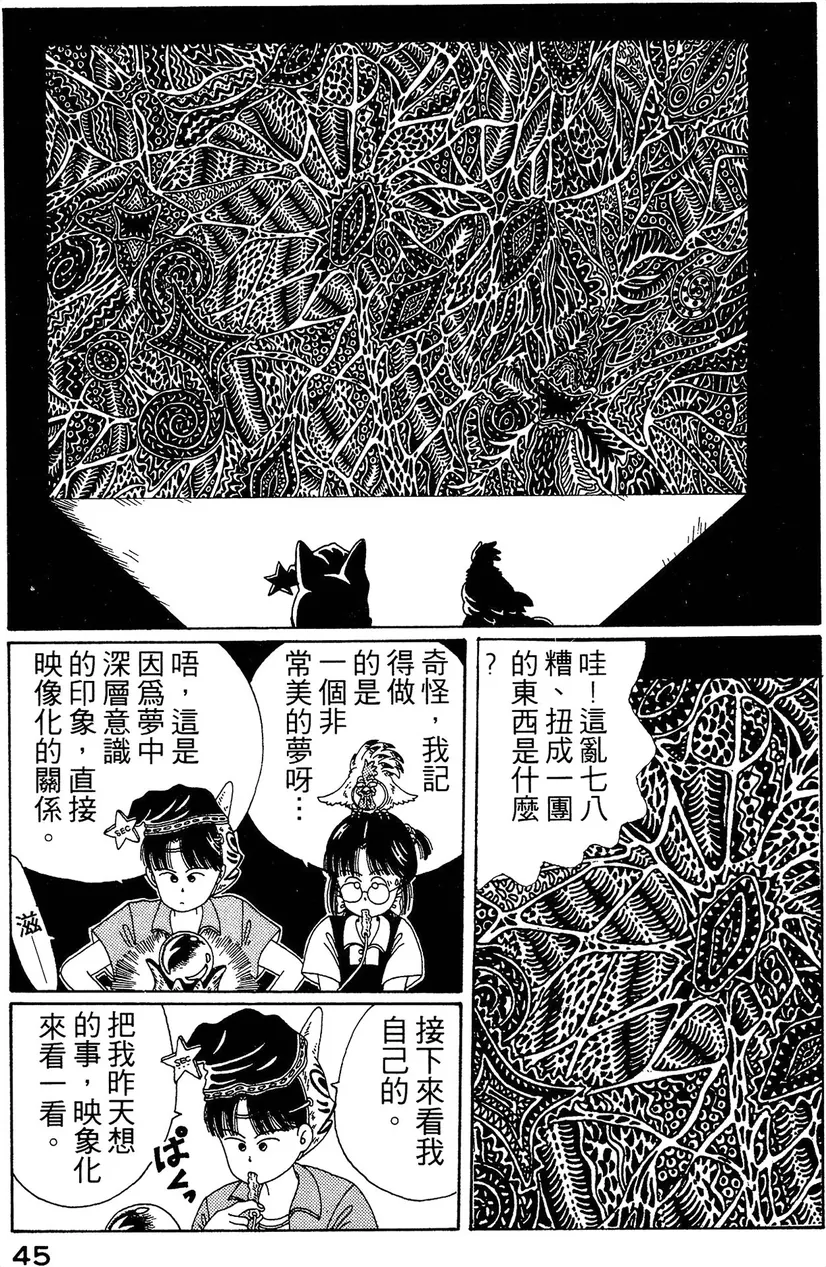 哇！這亂七八
糟、扭成一團
的東西是什麼
？
奇怪，我記
得做
的是
一個非
常美的夢呀…
唔，這是
因爲夢中
深層意識
的印象，直接
映像化的關係。
SEC
滋
接下來看我
自己的。
把我昨天想
的事，映象化
來看一看。
SEC
ぱくっ
45